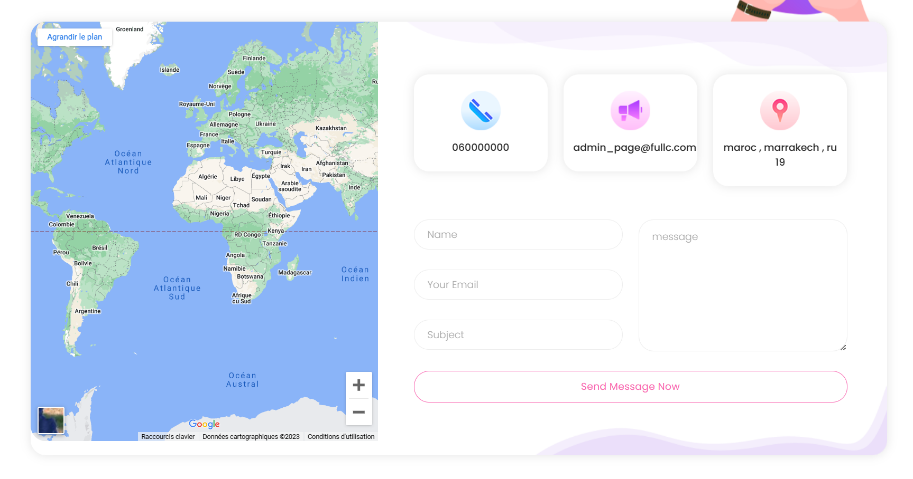 Agrandir le plan
Groenland
Islande
Finlande
Suède
Norvège
Royaume-Uni
Pologne
Allemagne
Ukraine
France
Kazakhstan
Espagne
Italie
Turquie
Océan
Atlantique
Nord
Irak
Afghanistan
Iran
Pakistan
Algérie
Libye
Égypte
Arabie
saoudite
Inde
Mali
Niger
Soudan
Tchad
Nigeria
Éthiopie
Venezuela
Colombie
RD Congo
Kenya
Tanzanie
Pérou
Brésil
Angola
Bolivie
Namibie
Botswana
Madagascar
Océan
Indien
Océan
Atlantique
Sud
Chili
Afrique
du Sud
Argentine
Océan
Austral
Google
Raccourcis clavier
Données cartographiques ©2023
Conditions d'utilisation
060000000
admin_page@fullc.com
maroc , marrakech , ru
19
Name
message
Your Email
Subject
Send Message Now